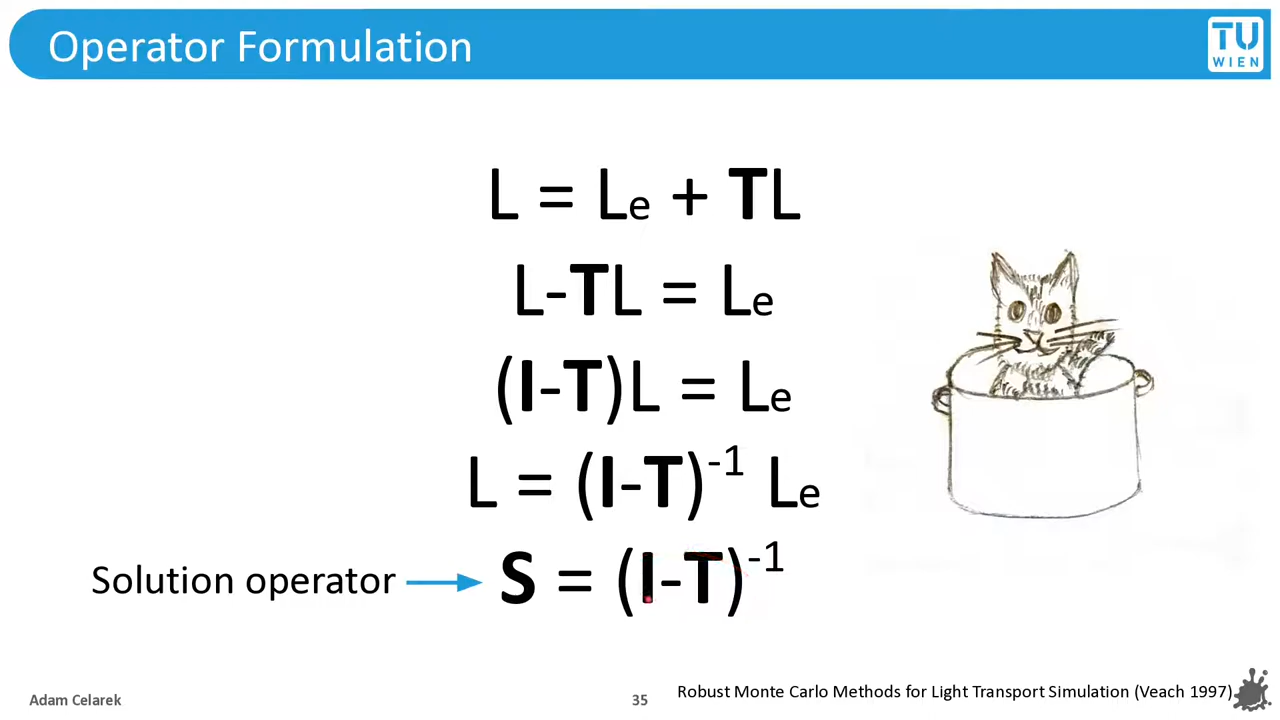 Operator Formulation
TU
WIEN
L = Le + TL
L-TL = Le
(I-T)L = Le
L = (I-T)⁻¹ Le
Solution operator
S = (I-T)⁻¹
Adam Celarek
35
Robust Monte Carlo Methods for Light Transport Simulation (Veach 1997)